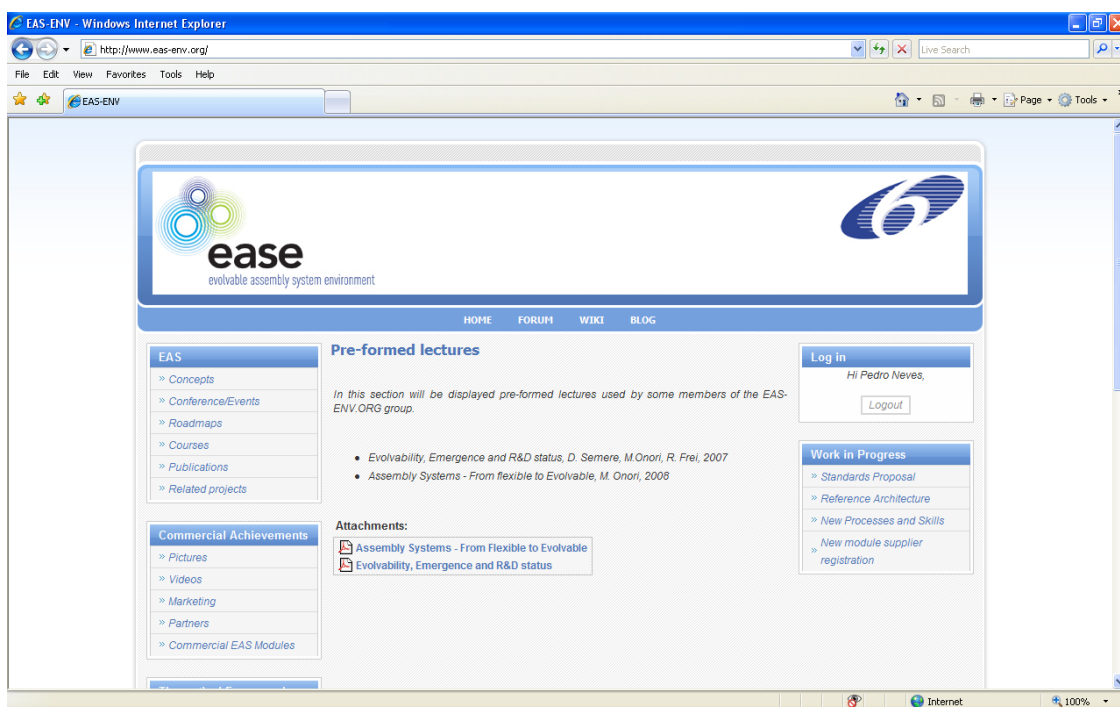 EAS-ENV - Windows Internet Explorer
http://www.eas-env.org/
Live Search
File Edit View Favorites Tools Help
EAS-ENV
Page Tools
ease
evolvable assembly system environment
6
HOME FORUM WIKI BLOG
EAS
» Concepts
» Conference/Events
» Roadmaps
» Courses
» Publications
» Related projects
Commercial Achievements
» Pictures
» Videos
» Marketing
» Partners
» Commercial EAS Modules
Pre-formed lectures
In this section will be displayed pre-formed lectures used by some members of the EAS-
ENV.ORG group.
• Evolvability, Emergence and R&D status, D. Semere, M.Onori, R. Frei, 2007
• Assembly Systems - From flexible to Evolvable, M. Onori, 2008
Attachments:
Assembly Systems - From Flexible to Evolvable
Evolvability, Emergence and R&D status
Log in
Hi Pedro Neves,
Logout
Work in Progress
» Standards Proposal
» Reference Architecture
» New Processes and Skills
» New module supplier
registration
Internet
100%